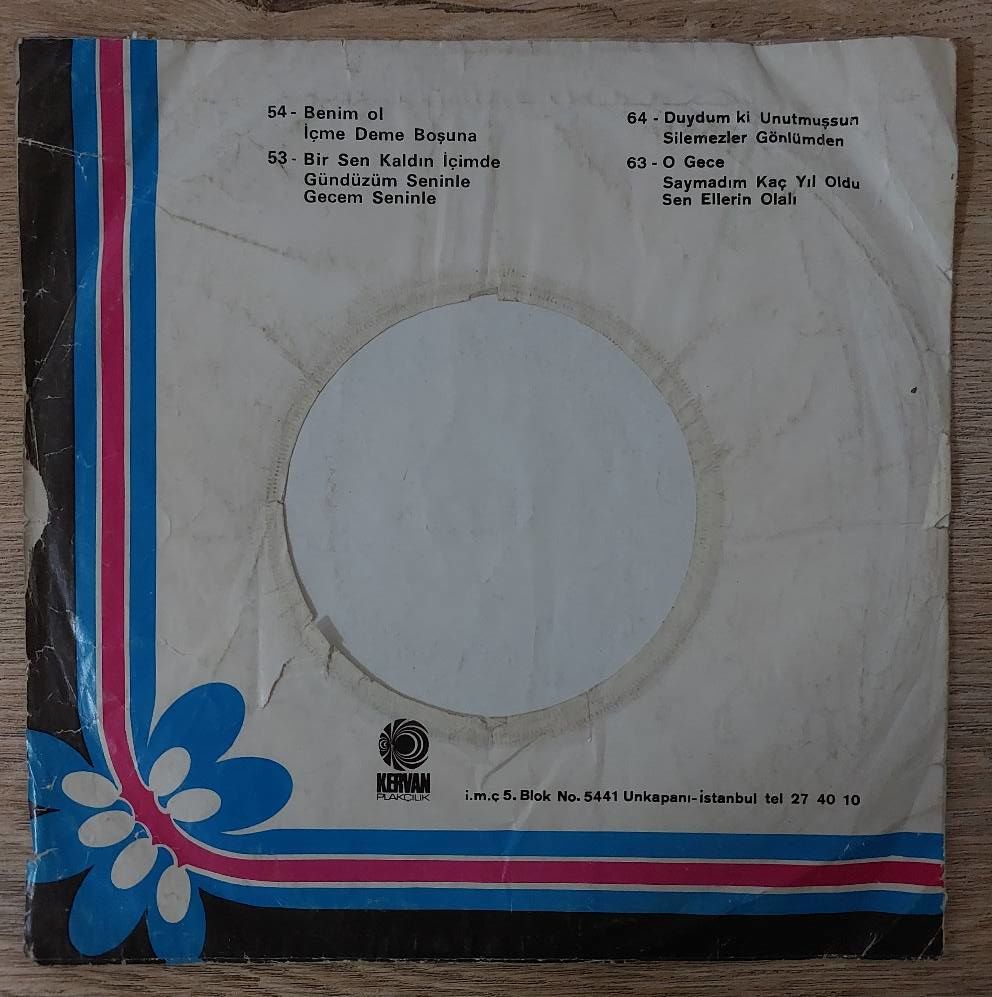 54 - Benim ol
İçme Deme Boşuna
53 - Bir Sen Kaldın İçimde
Gündüzüm Seninle
Gecem Seninle
64 - Duydum ki Unutmuşsun
Silemezler Gönlümden
63 - O Gece
Saymadım Kaç Yıl Oldu
Sen Ellerin Olalı
KERVAN
PLAKÇILIK
i.m.ç 5. Blok No. 5441 Unkapanı-istanbul tel 27 40 10